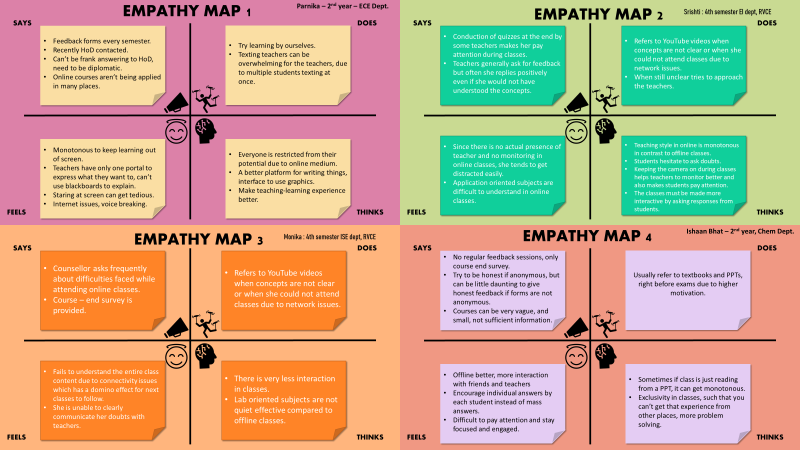 EMPATHY MAP 1
Parnika – 2nd year – ECE Dept.
SAYS
DOES
• Feedback forms every semester.
• Recently HoD contacted.
• Can't be frank answering to HoD,
need to be diplomatic.
• Online courses aren't being applied
in many places.
• Try learning by ourselves.
• Texting teachers can be
overwhelming for the teachers, due
to multiple students texting at
once.
• Monotonous to keep learning out
of screen.
• Teachers have only one portal to
express what they want to, can't
use blackboards to explain.
• Staring at screen can get tedious.
• Internet issues, voice breaking.
• Everyone is restricted from their
potential due to online medium.
• A better platform for writing things,
interface to use graphics.
• Make teaching-learning experience
better.
FEELS
THINKS
EMPATHY MAP 2
Srishti : 4th semester EI dept, RVCE
SAYS
DOES
• Conduction of quizzes at the end by
some teachers makes her pay
attention during classes.
• Teachers generally ask for feedback
but often she replies positively
even if she would not have
understood the concepts.
• Refers to YouTube videos when
concepts are not clear or when she
could not attend classes due to
network issues.
• When still unclear tries to approach
the teachers.
• Since there is no actual presence of
teacher and no monitoring in
online classes, she tends to get
distracted easily.
• Application oriented subjects are
difficult to understand in online
classes.
• Teaching style in online is monotonous
in contrast to offline classes.
• Students hesitate to ask doubts.
• Keeping the camera on during classes
helps teachers to monitor better and
also makes students pay attention.
• The classes must be made more
interactive by asking responses from
students.
FEELS
THINKS
EMPATHY MAP 3
Monika : 4th semester ISE dept, RVCE
SAYS
DOES
• Counsellor asks frequently
about difficulties faced while
attending online classes.
• Course – end survey is
provided.
• Refers to YouTube videos
when concepts are not clear
or when she could not attend
classes due to network issues.
• Fails to understand the entire class
content due to connectivity issues
which has a domino effect for next
classes to follow.
• She is unable to clearly
communicate her doubts with
teachers.
• There is very less interaction
in classes.
• Lab oriented subjects are not
quiet effective compared to
offline classes.
FEELS
THINKS
EMPATHY MAP 4
Ishaan Bhat – 2nd year, Chem Dept.
SAYS
DOES
• No regular feedback sessions, only
course end survey.
• Try to be honest if anonymous, but
can be little daunting to give
honest feedback if forms are not
anonymous.
• Courses can be very vague, and
small, not sufficient information.
Usually refer to textbooks and PPTs,
right before exams due to higher
motivation.
• Offline better, more interaction
with friends and teachers
• Encourage individual answers by
each student instead of mass
answers.
• Difficult to pay attention and stay
focused and engaged.
• Sometimes if class is just reading
from a PPT, it can get monotonous.
• Exclusivity in classes, such that you
can't get that experience from
other places, more problem
solving.
FEELS
THINKS